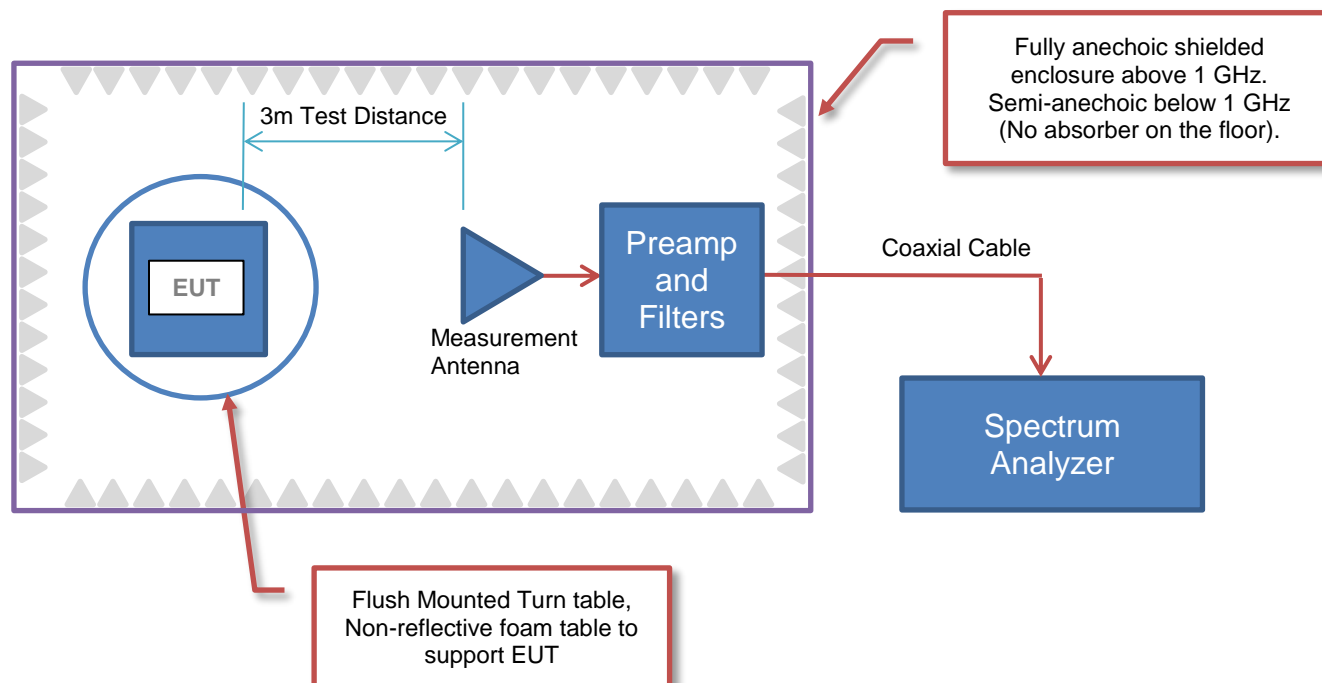 Fully anechoic shielded
enclosure above 1 GHz.
Semi-anechoic below 1 GHz
(No absorber on the floor).
3m Test Distance
EUT
Measurement
Antenna
Preamp
and
Filters
Coaxial Cable
Spectrum
Analyzer
Flush Mounted Turn table,
Non-reflective foam table to
support EUT